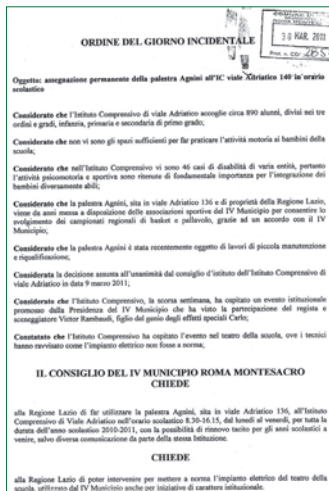 COMUNE DI
30 MAR. 2011
ORDINE DEL GIORNO INCIDENTALE
Oggetto: assegnazione permanente della palestra Agnini all'IC viale Adriatico 140 in orario
scolastico
Considerato che l'Istituto Comprensivo di viale Adriatico accoglie circa 890 alunni, divisi nei tre
ordini e gradi, infanzia, primaria e secondaria di primo grado;
Considerato che non vi sono gli spazi sufficienti per far praticare l'attività motoria ai bambini della
scuola;
Considerato che nell'Istituto Comprensivo vi sono 46 casi di disabilità di varia entità, pertanto
l'attività psicomotoria e sportiva sono ritenute di fondamentale importanza per l'integrazione dei
bambini diversamente abili;
Considerato che la palestra Agnini, sita in viale Adriatico 136 e di proprietà della Regione Lazio,
viene da anni messa a disposizione delle associazioni sportive del IV Municipio per consentire lo
svolgimento dei campionati regionali di basket e pallavolo, grazie ad un accordo con il IV
Municipio;
Considerato che la palestra Agnini è stata recentemente oggetto di lavori di piccola manutenzione
e riqualificazione;
Considerata la decisione assunta all'unanimità dal consiglio d'istituto dell'Istituto Comprensivo di
viale Adriatico in data 9 marzo 2011;
Considerato che l'Istituto Comprensivo, la scorsa settimana, ha ospitato un evento istituzionale
promosso dalla Presidenza del IV Municipio che ha visto la partecipazione del regista e
sceneggiatore Victor Rambaudi, figlio del genio degli effetti speciali Carlo;
Constatato che l'Istituto Comprensivo ha ospitato l'evento nel teatro della scuola, ove i tecnici
hanno ravvisato come l'impianto elettrico non fosse a norma;
IL CONSIGLIO DEL IV MUNICIPIO ROMA MONTESACRO
CHIEDE
alla Regione Lazio di far utilizzare la palestra Agnini, sita in viale Adriatico 136, all'Istituto
Comprensivo di Viale Adriatico nell'orario scolastico 8.30-16.15, dal lunedì al venerdì, per tutta la
durata dell'anno scolastico 2010-2011, con la possibilità di rinnovo tacito per gli anni scolastici a
venire, salvo diversa comunicazione da parte della stessa Istituzione.
CHIEDE
alla Regione Lazio di poter intervenire per mettere a norma l'impianto elettrico del teatro della
scuola, utilizzato dal IV Municipio anche per iniziative di carattere istituzionale.